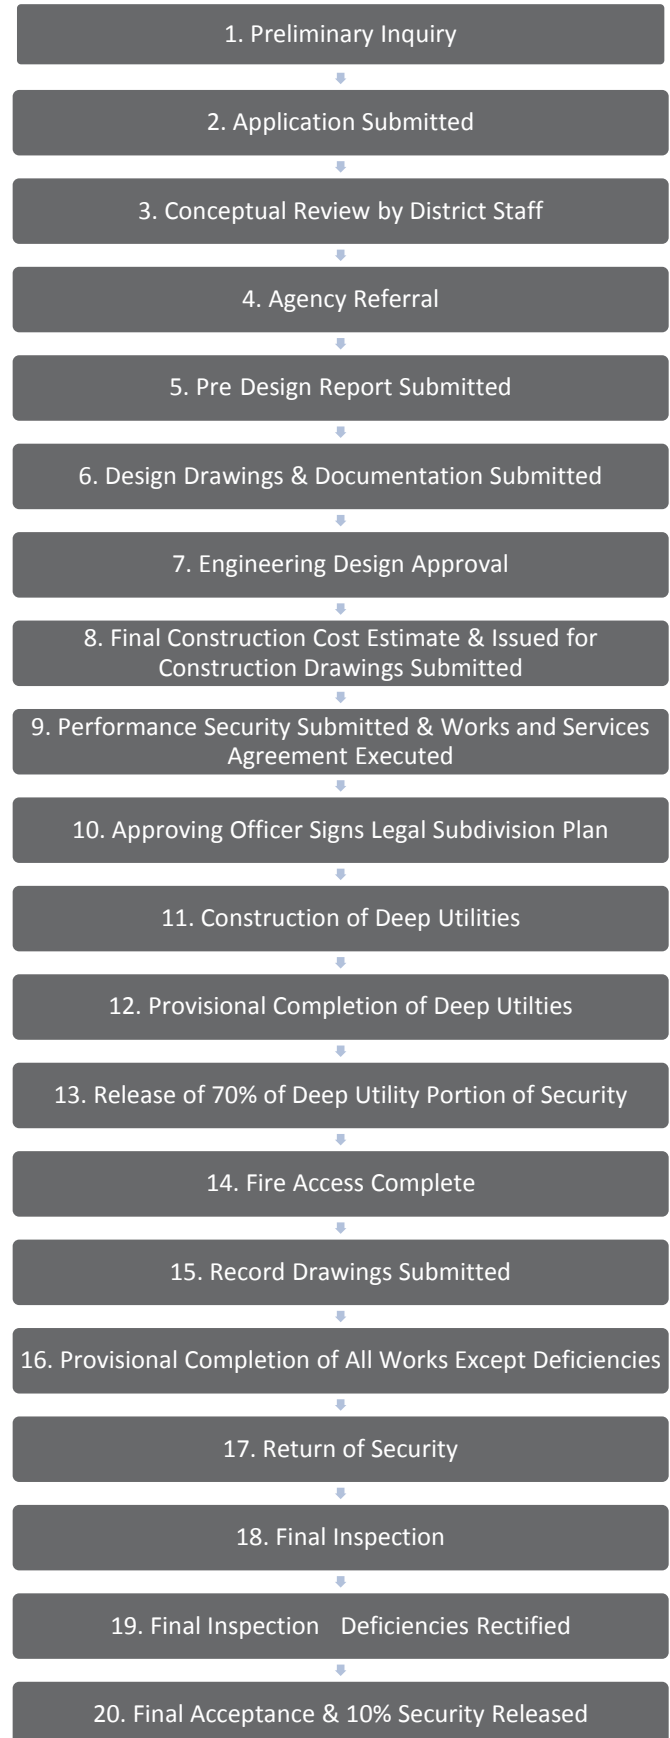 1. Preliminary Inquiry
2. Application Submitted
3. Conceptual Review by District Staff
4. Agency Referral
5. Pre Design Report Submitted
6. Design Drawings & Documentation Submitted
7. Engineering Design Approval
8. Final Construction Cost Estimate & Issued for
Construction Drawings Submitted
9. Performance Security Submitted & Works and Services
Agreement Executed
10. Approving Officer Signs Legal Subdivision Plan
11. Construction of Deep Utilities
12. Provisional Completion of Deep Utilties
13. Release of 70% of Deep Utility Portion of Security
14. Fire Access Complete
15. Record Drawings Submitted
16. Provisional Completion of All Works Except Deficiencies
17. Return of Security
18. Final Inspection
19. Final Inspection   Deficiencies Rectified
20. Final Acceptance & 10% Security Released